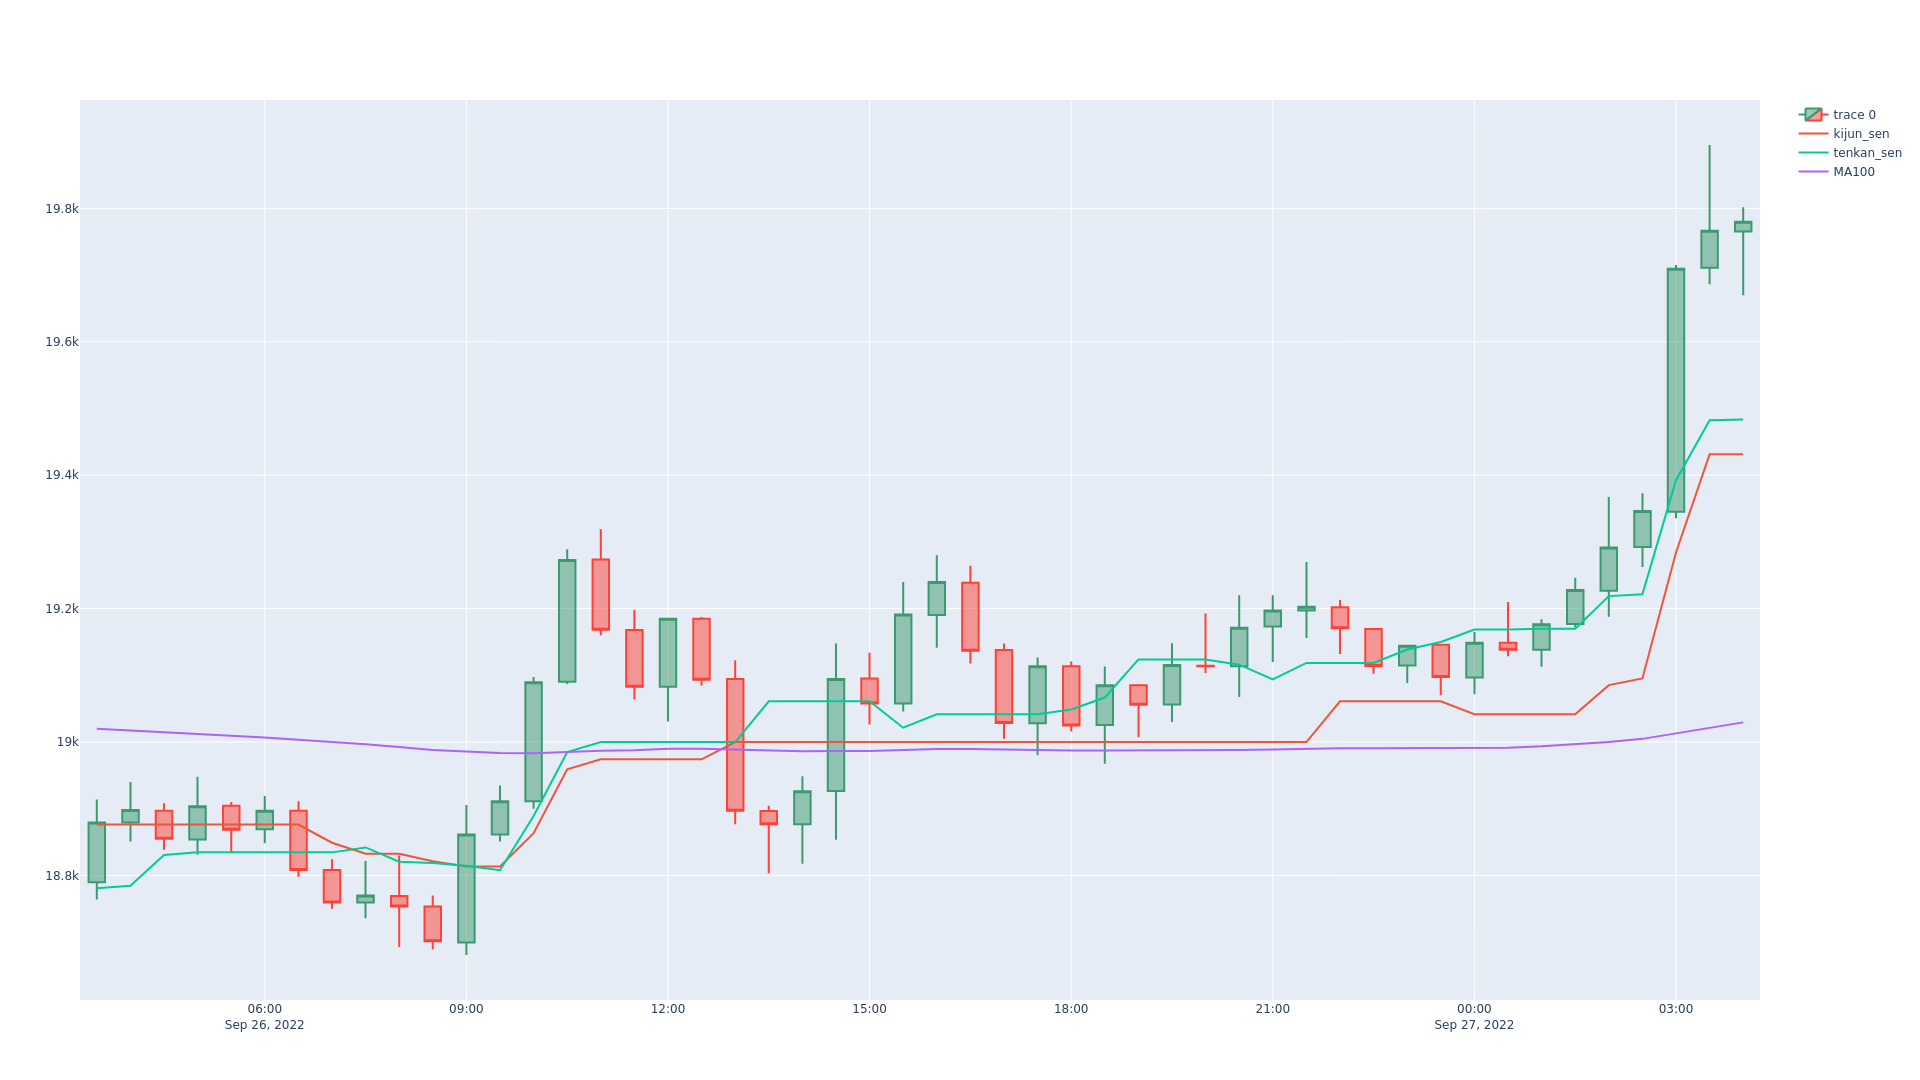 trace 0
kijun_sen
tenkan_sen
MA100
19.8k
19.6k
19.4k
19.2k
19k
18.8k
06:00 09:00 12:00 15:00 18:00 21:00 00:00 03:00
Sep 26, 2022 Sep 27, 2022